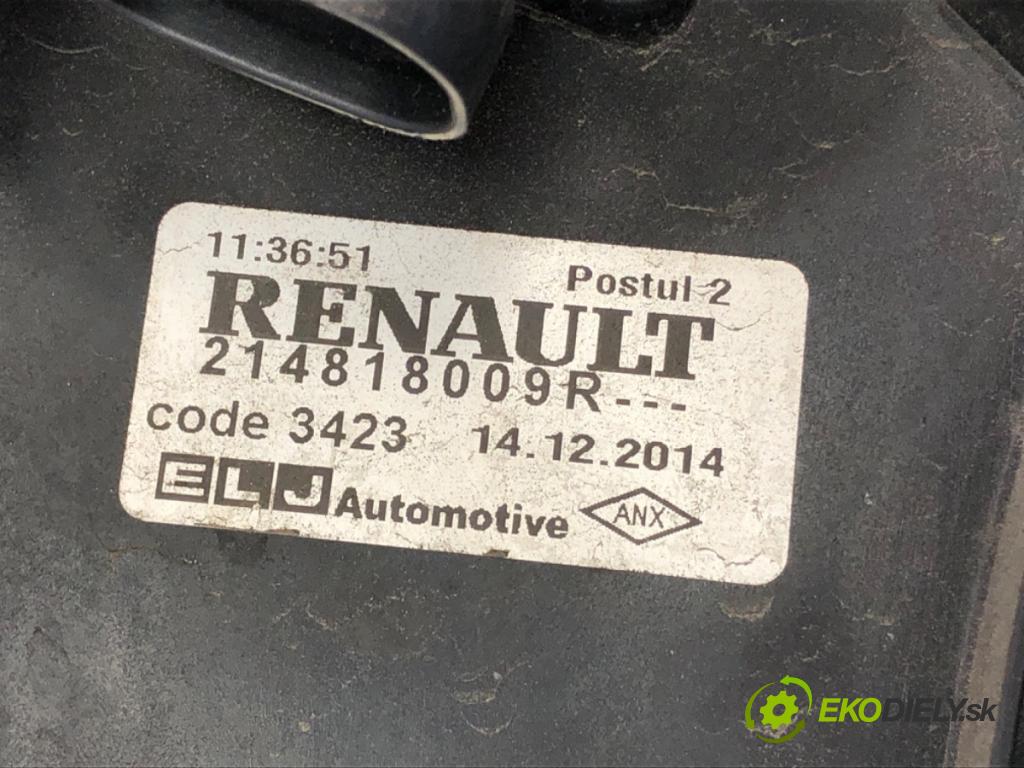 11:36:51
Postul 2
RENAULT
214818009R---
code 3423 14.12.2014
ELJ Automotive ANX
EKODIELY.sk